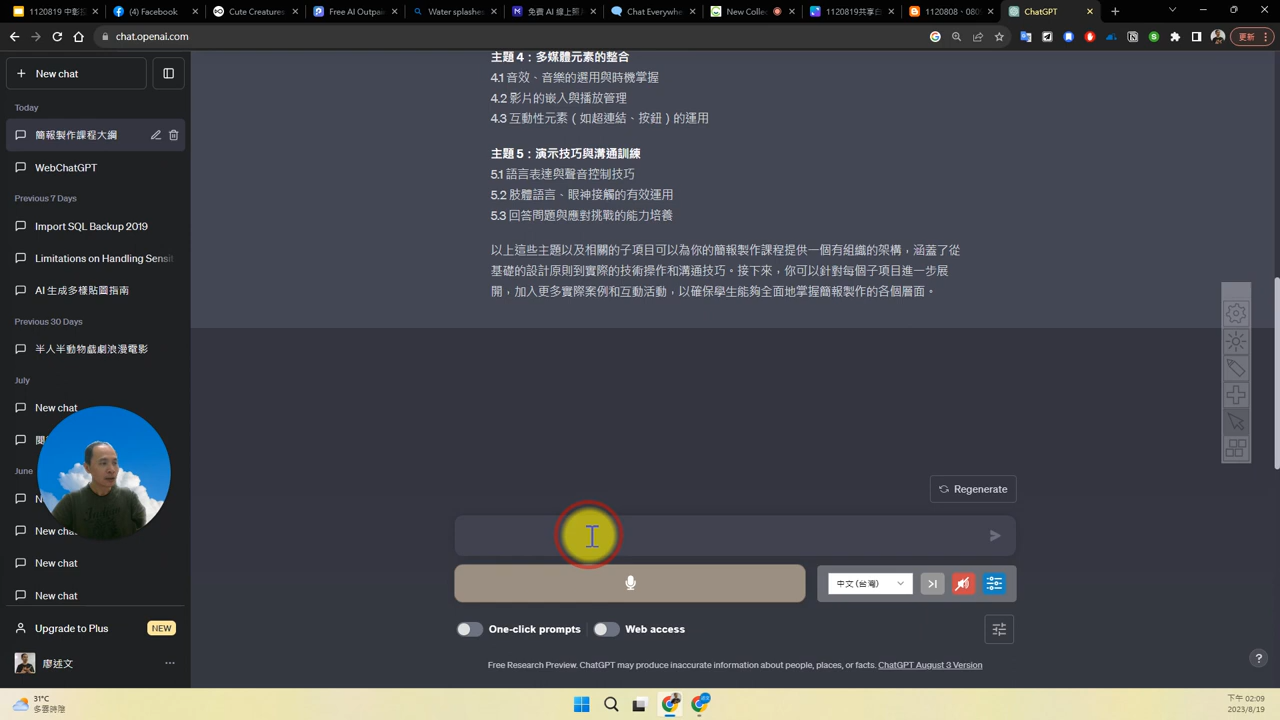 1120819 中彰投
(4) Facebook
Cute Creatures
Free AI Outpai
Water splashes
免費 AI 線上照
Chat Everywhe
New Collec
1120819共享白
1120808、080
ChatGPT
chat.openai.com
更新
New chat
Today
簡報製作課程大綱
WebChatGPT
Previous 7 Days
Import SQL Backup 2019
Limitations on Handling Sensit
AI 生成多樣貼圖指南
Previous 30 Days
半人半動物戲劇浪漫電影
July
New chat
June
New chat
New chat
Upgrade to Plus
NEW
廖述文
主題 4：多媒體元素的整合
4.1 音效、音樂的選用與時機掌握
4.2 影片的嵌入與播放管理
4.3 互動性元素（如超連結、按鈕）的運用
主題 5：演示技巧與溝通訓練
5.1 語言表達與聲音控制技巧
5.2 肢體語言、眼神接觸的有效運用
5.3 回答問題與應對挑戰的能力培養
以上這些主題以及相關的子項目可以為你的簡報製作課程提供一個有組織的架構，涵蓋了從
基礎的設計原則到實際的技術操作和溝通技巧。接下來，你可以針對每個子項目進一步展
開，加入更多實際案例和互動活動，以確保學生能夠全面地掌握簡報製作的各個層面。
Regenerate
中文 (台灣)
One-click prompts
Web access
Free Research Preview. ChatGPT may produce inaccurate information about people, places, or facts. ChatGPT August 3 Version
?
31°C
多雲時晴
下午 02:09
2023/8/19